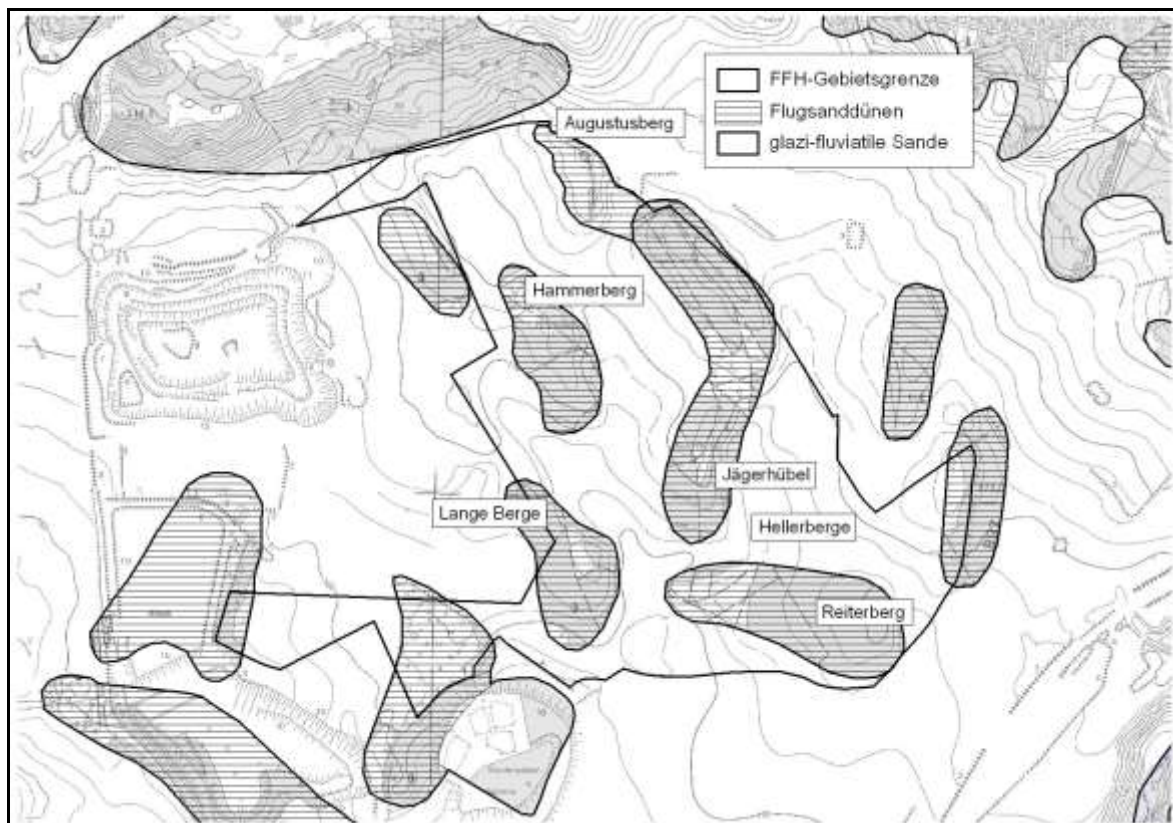 FFH-Gebietsgrenze
Flugsanddünen
glazi-fluviatile Sande
Augustusberg
Hammerberg
Jägerhübel
Lange Berge
Hellerberge
Reiterberg